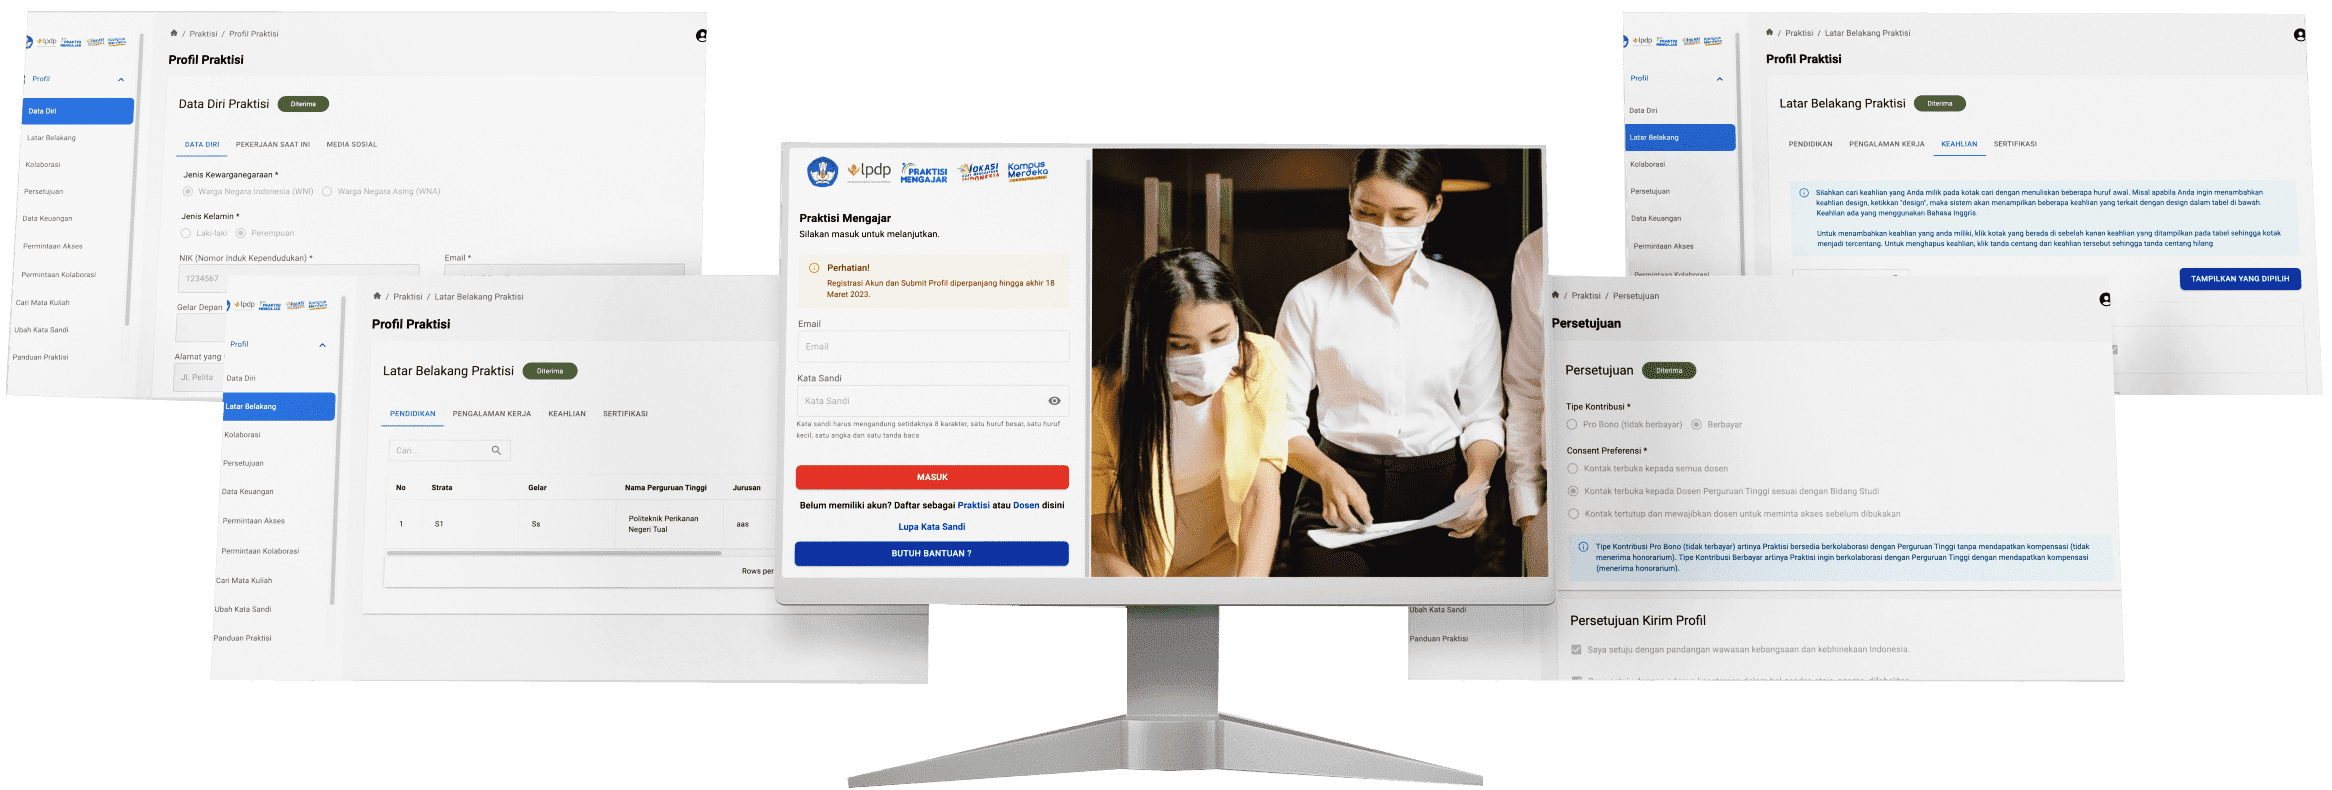 lpdp
PRAKTISI MENGAJAR
VOKASI
Kampus Merdeka
Profil
Data Diri
Latar Belakang
Kolaborasi
Persetujuan
Data Keuangan
Permintaan Akses
Permintaan Kolaborasi
Cari Mata Kuliah
Ubah Kata Sandi
Panduan Praktisi
/ Praktisi / Profil Praktisi
Profil Praktisi
Data Diri Praktisi Diterima
DATA DIRI PEKERJAAN SAAT INI MEDIA SOSIAL
Jenis Kewarganegaraan *
Warga Negara Indonesia (WNI) Warga Negara Asing (WNA)
Jenis Kelamin *
Laki-laki Perempuan
NIK (Nomor Induk Kependudukan) * Email *
1234567
Gelar Depan
Alamat yang
Jl. Pelita
lpdp
PRAKTISI MENGAJAR
Kampus Merdeka
Profil
Data Diri
Latar Belakang
Kolaborasi
Persetujuan
Data Keuangan
Permintaan Akses
Permintaan Kolaborasi
Cari Mata Kuliah
Ubah Kata Sandi
Panduan Praktisi
/ Praktisi / Latar Belakang Praktisi
Profil Praktisi
Latar Belakang Praktisi Diterima
PENDIDIKAN PENGALAMAN KERJA KEAHLIAN SERTIFIKASI
Cari...
No Strata Gelar Nama Perguruan Tinggi Jurusan
1 S1 Ss Politeknik Perikanan Negeri Tual aas
Rows per
lpdp
PRAKTISI MENGAJAR
VOKASI
INDONESIA
Kampus Merdeka
Praktisi Mengajar
Silakan masuk untuk melanjutkan.
Perhatian!
Registrasi Akun dan Submit Profil diperpanjang hingga akhir 18
Maret 2023.
Email
Email
Kata Sandi
Kata Sandi
Kata sandi harus mengandung setidaknya 8 karakter, satu huruf besar, satu huruf
kecil, satu angka dan satu tanda baca
MASUK
Belum memiliki akun? Daftar sebagai Praktisi atau Dosen disini
Lupa Kata Sandi
BUTUH BANTUAN ?
lpdp
PRAKTISI MENGAJAR
Kampus Merdeka
Profil
Data Diri
Latar Belakang
Kolaborasi
Persetujuan
Data Keuangan
Permintaan Akses
Permintaan Kolaborasi
/ Praktisi / Latar Belakang Praktisi
Profil Praktisi
Latar Belakang Praktisi Diterima
PENDIDIKAN PENGALAMAN KERJA KEAHLIAN SERTIFIKASI
Silahkan cari keahlian yang Anda milik pada kotak cari dengan menuliskan beberapa huruf awal. Misal apabila Anda ingin menambahkan
keahlian design, ketikkan "design", maka sistem akan menampilkan beberapa keahlian yang terkait dengan design dalam tabel di bawah.
Keahlian ada yang menggunakan Bahasa Inggris.
Untuk menambahkan keahlian yang anda miliki, klik kotak yang berada di sebelah kanan keahlian yang ditampilkan pada tabel sehingga kotak
menjadi tercentang. Untuk menghapus keahlian, klik tanda centang dari keahlian tersebut sehingga tanda centang hilang
TAMPILKAN YANG DIPILIH
/ Praktisi / Persetujuan
Persetujuan
Persetujuan Diterima
Tipe Kontribusi *
Pro Bono (tidak berbayar) Berbayar
Consent Preferensi *
Kontak terbuka kepada semua dosen
Kontak terbuka kepada Dosen Perguruan Tinggi sesuai dengan Bidang Studi
Kontak tertutup dan mewajibkan dosen untuk meminta akses sebelum dibukakan
Tipe Kontribusi Pro Bono (tidak terbayar) artinya Praktisi bersedia berkolaborasi dengan Perguruan Tinggi tanpa mendapatkan kompensasi (tidak
menerima honorarium). Tipe Kontribusi Berbayar artinya Praktisi ingin berkolaborasi dengan Perguruan Tinggi dengan mendapatkan kompensasi
(menerima honorarium).
Ubah Kata Sandi
Panduan Praktisi
Persetujuan Kirim Profil
Saya setuju dengan pandangan wawasan kebangsaan dan kebhinekaan Indonesia.